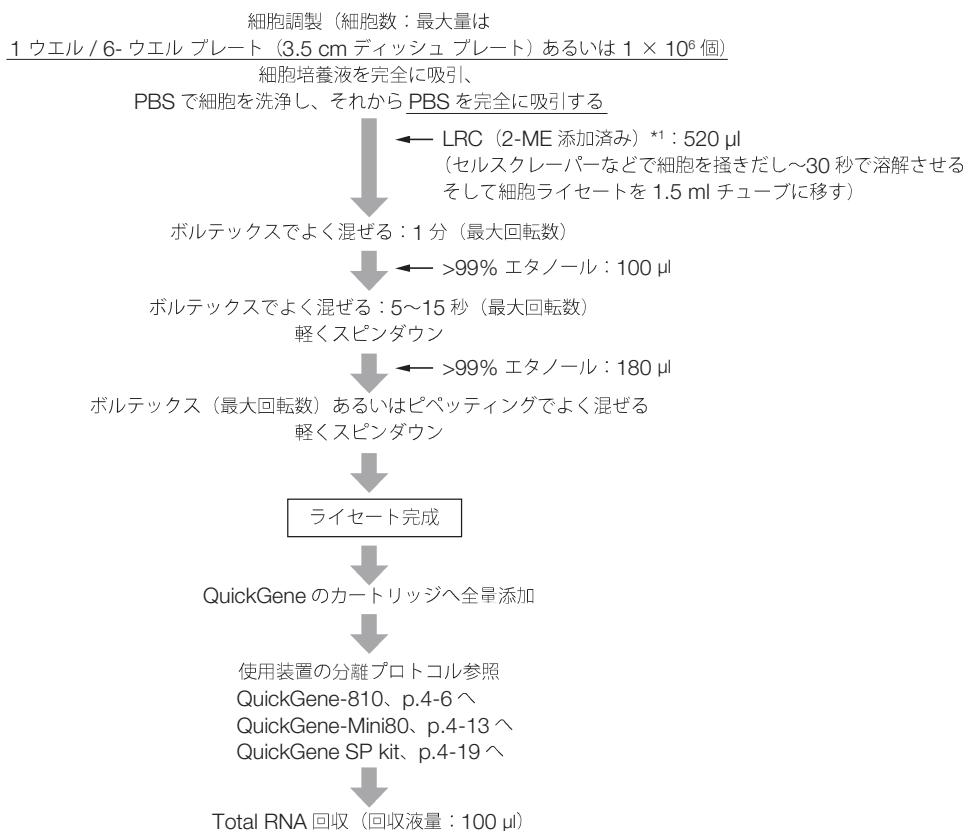 細胞調製（細胞数：最大量は
1 ウエル / 6- ウエル プレート（3.5 cm ディッシュ プレート）あるいは 1 × 10⁶ 個）
細胞培養液を完全に吸引、
PBS で細胞を洗浄し、それから PBS を完全に吸引する
LRC（2-ME 添加済み）*1：520 µl
（セルスクレーパーなどで細胞を掻きだし～30 秒で溶解させる
そして細胞ライセートを 1.5 ml チューブに移す）
ボルテックスでよく混ぜる：1 分（最大回転数）
>99% エタノール：100 µl
ボルテックスでよく混ぜる：5～15 秒（最大回転数）
軽くスピンダウン
>99% エタノール：180 µl
ボルテックス（最大回転数）あるいはピペッティングでよく混ぜる
軽くスピンダウン
ライセート完成
QuickGene のカートリッジへ全量添加
使用装置の分離プロトコル参照
QuickGene-810、p.4-6 へ
QuickGene-Mini80、p.4-13 へ
QuickGene SP kit、p.4-19 へ
Total RNA 回収（回収液量：100 µl）